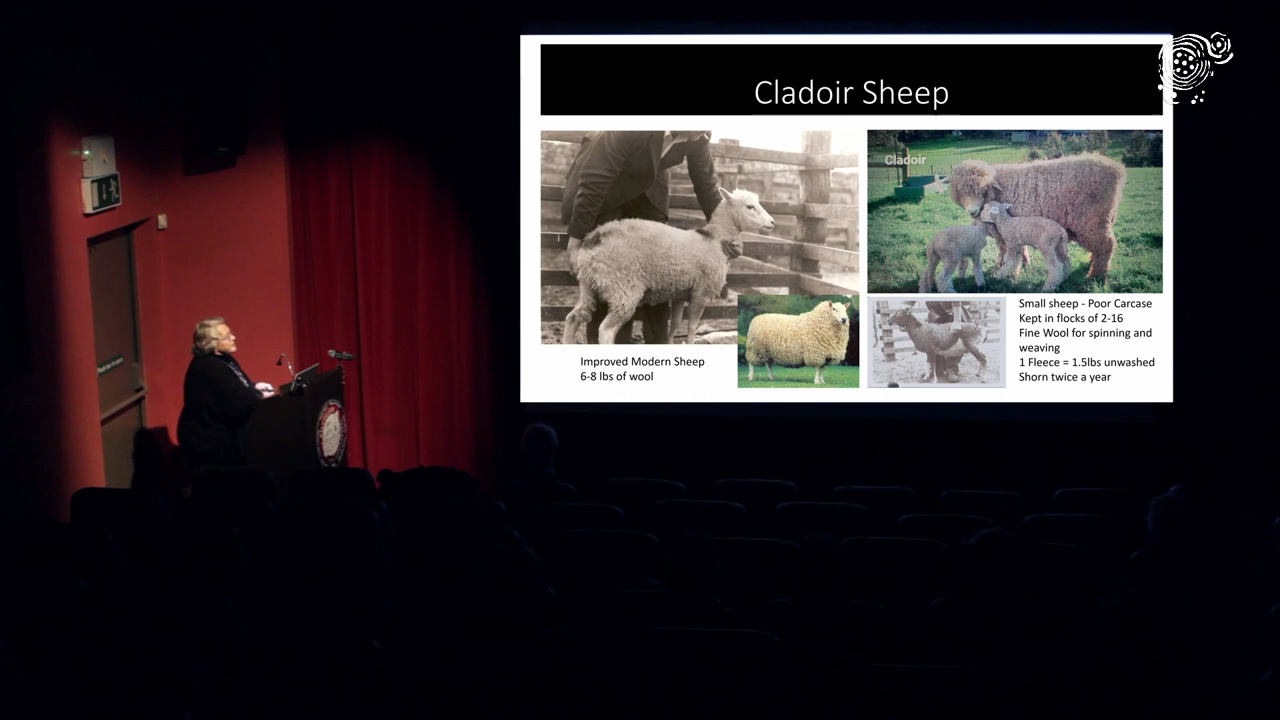 Cladoir Sheep
Cladoir
Improved Modern Sheep
6-8 lbs of wool
Small sheep - Poor Carcase
Kept in flocks of 2-16
Fine Wool for spinning and
weaving
1 Fleece = 1.5lbs unwashed
Shorn twice a year